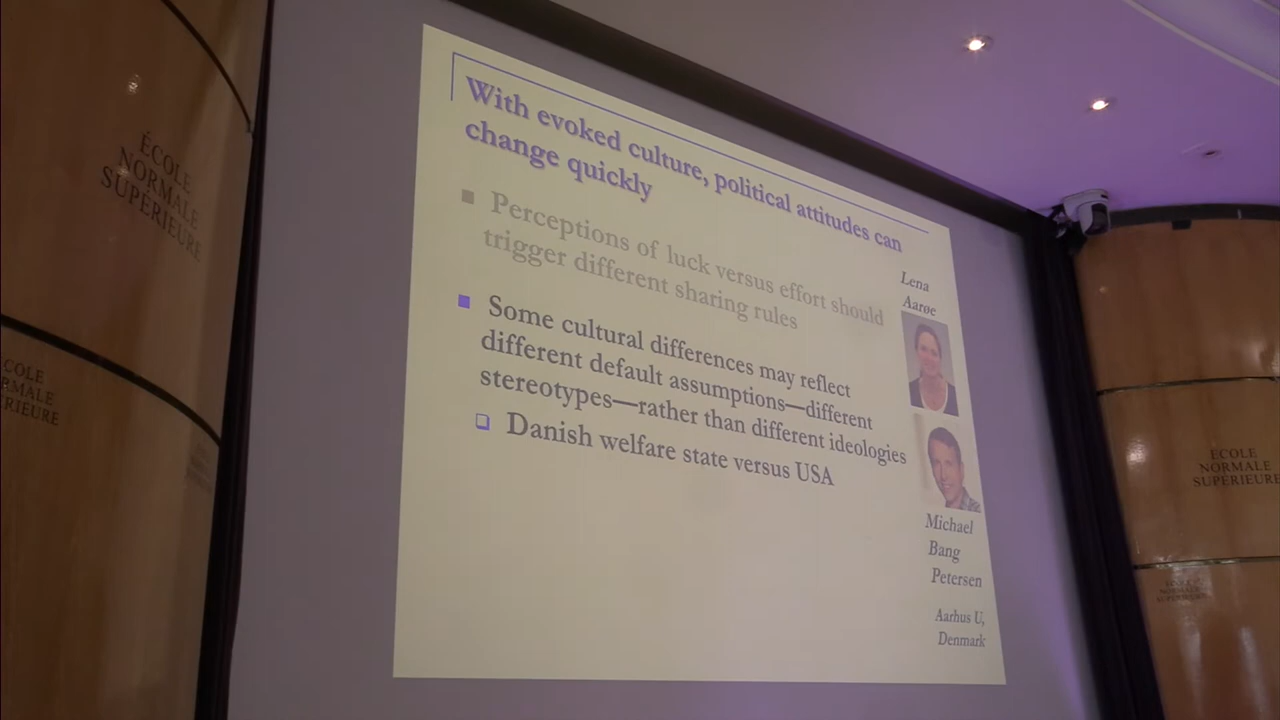 ÉCOLE
NORMALE
SUPÉRIEURE
With evoked culture, political attitudes can
change quickly
Perceptions of luck versus effort should
trigger different sharing rules
Some cultural differences may reflect
different default assumptions—different
stereotypes—rather than different ideologies
Danish welfare state versus USA
Lena
Aarøe
Michael
Bang
Petersen
Aarhus U,
Denmark
ÉCOLE
NORMALE
SUPÉRIEURE